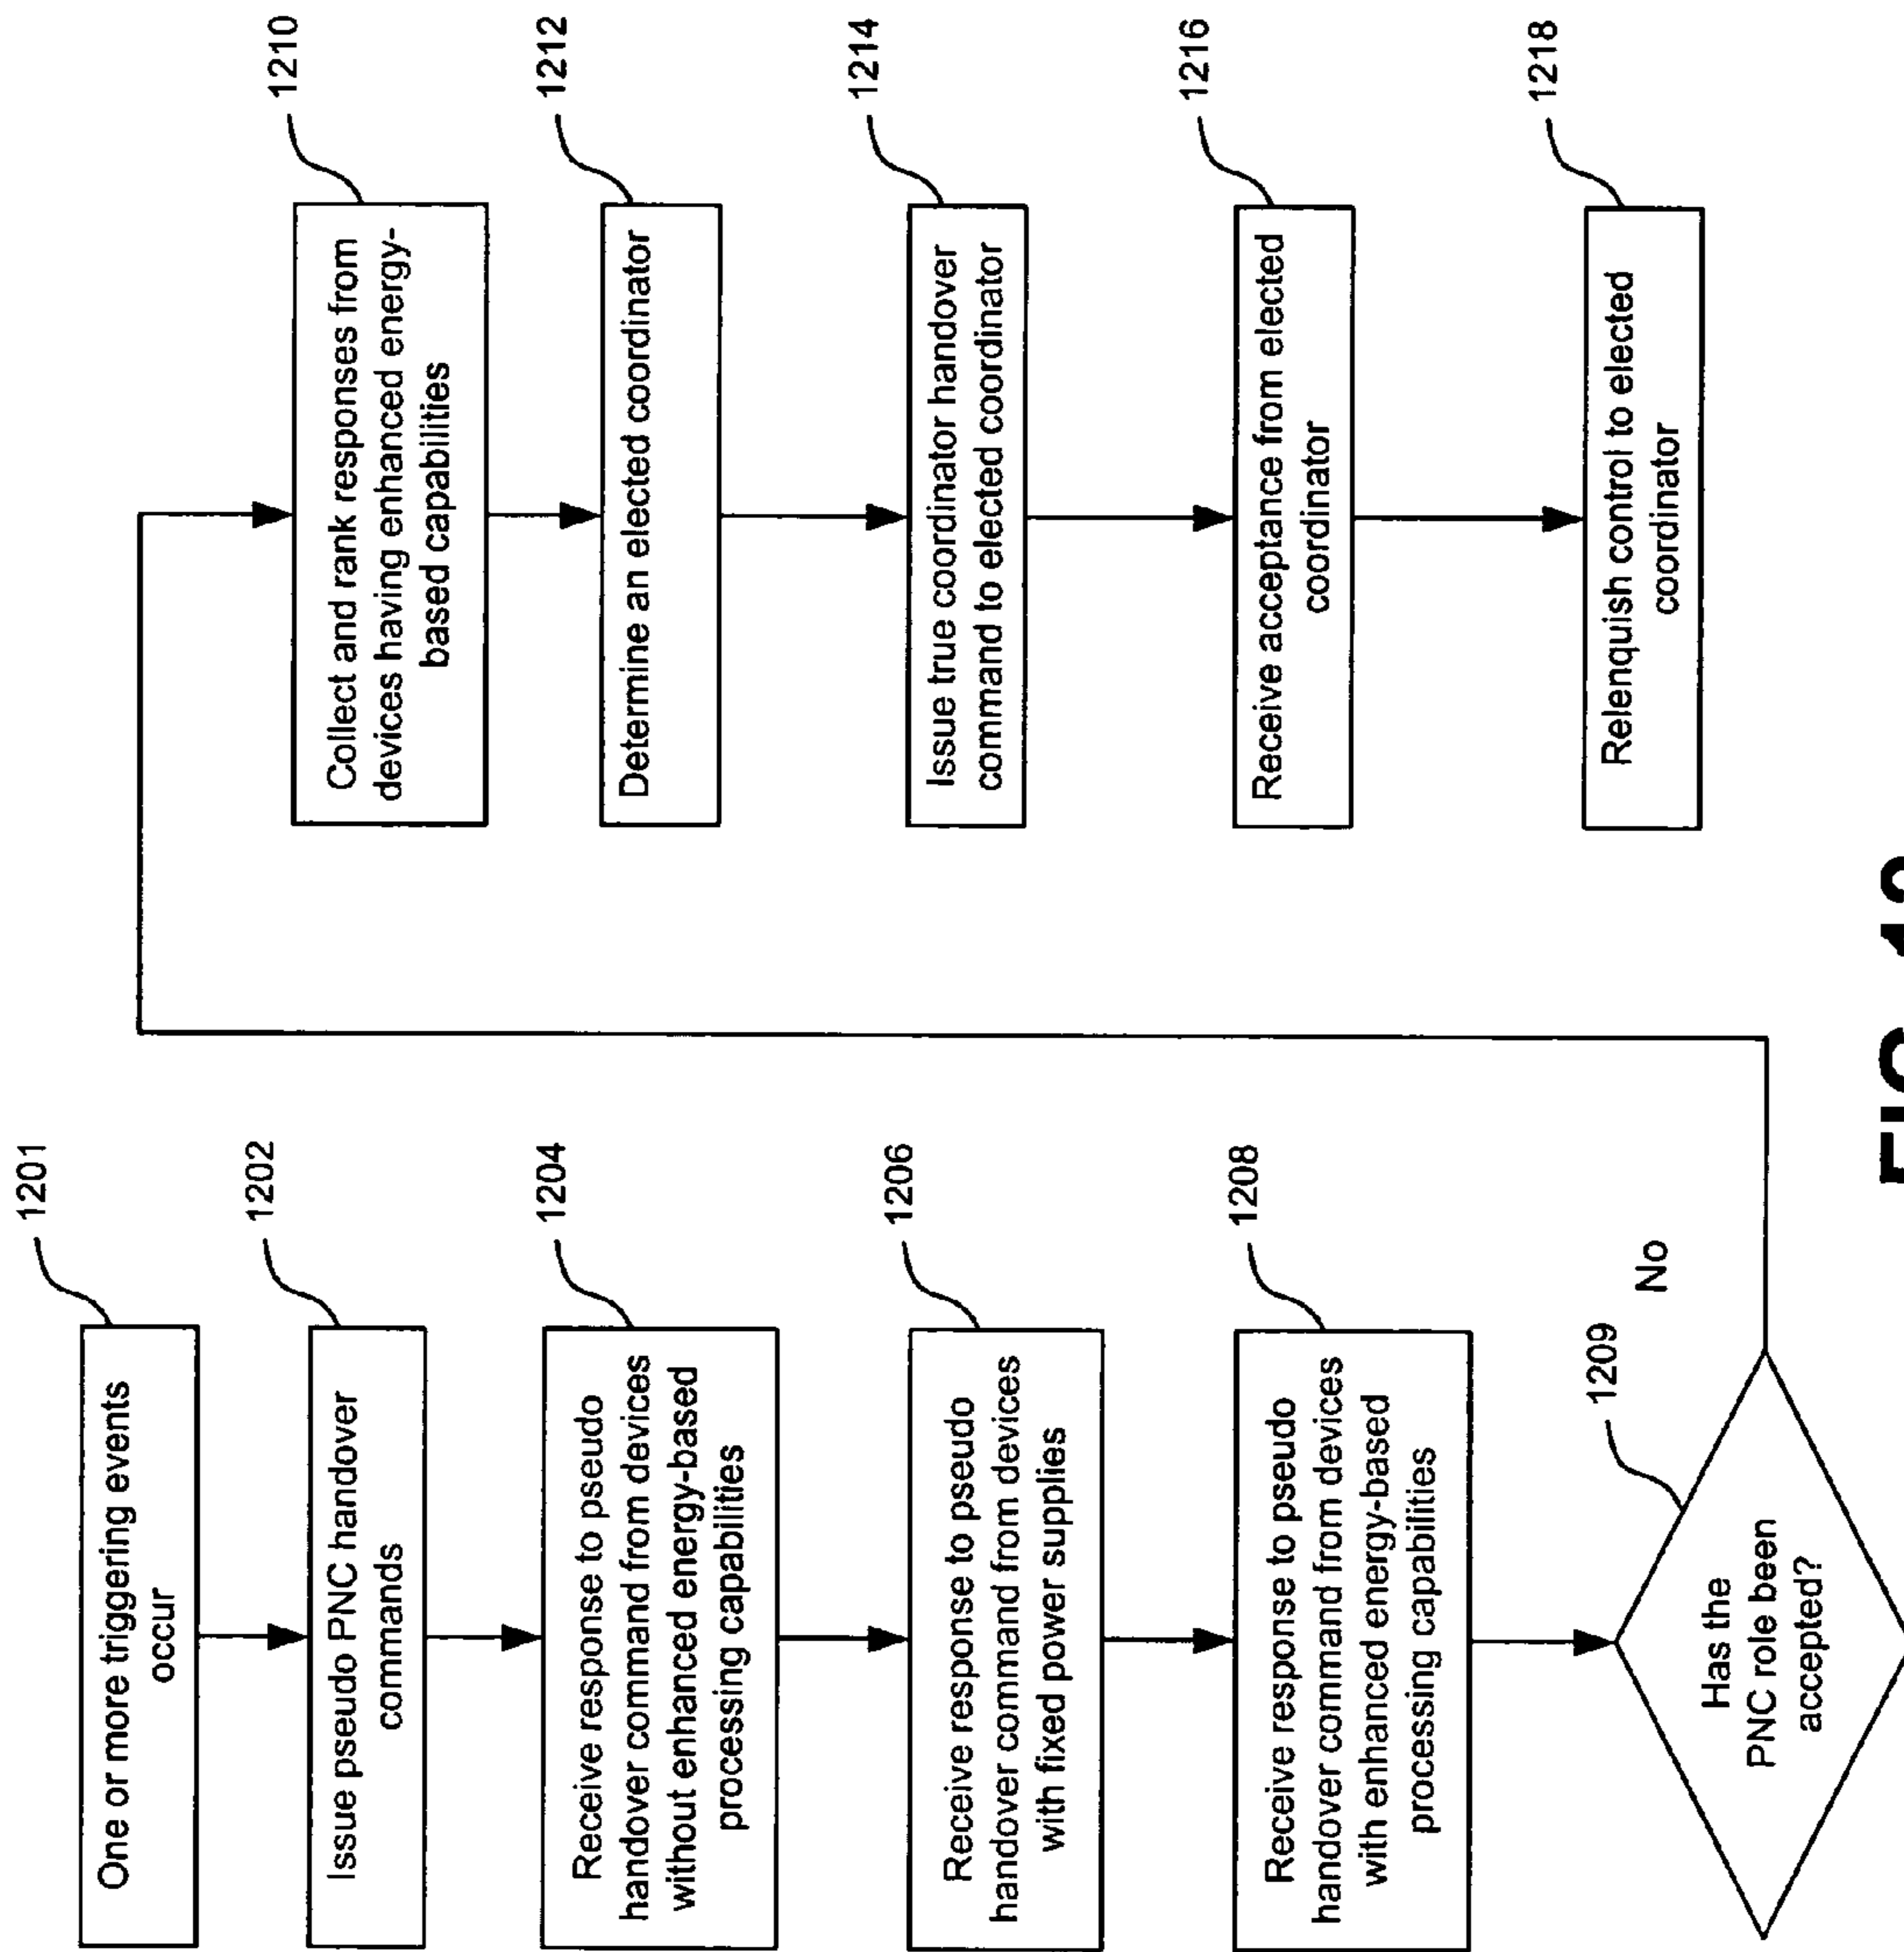 1201
One or more triggering events
occur
1202
Issue pseudo PNC handover
commands
1204
Receive response to pseudo
handover command from devices
without enhanced energy-based
processing capabilities
1206
Receive response to pseudo
handover command from devices
with fixed power supplies
1208
Receive response to pseudo
handover command from devices
with enhanced energy-based
processing capabilities
1209
Has the
PNC role been
accepted?
No
1210
Collect and rank responses from
devices having enhanced energy-
based capabilities
1212
Determine an elected coordinator
1214
Issue true coordinator handover
command to elected coordinator
1216
Receive acceptance from elected
coordinator
1218
Relenquish control to elected
coordinator
FIG.